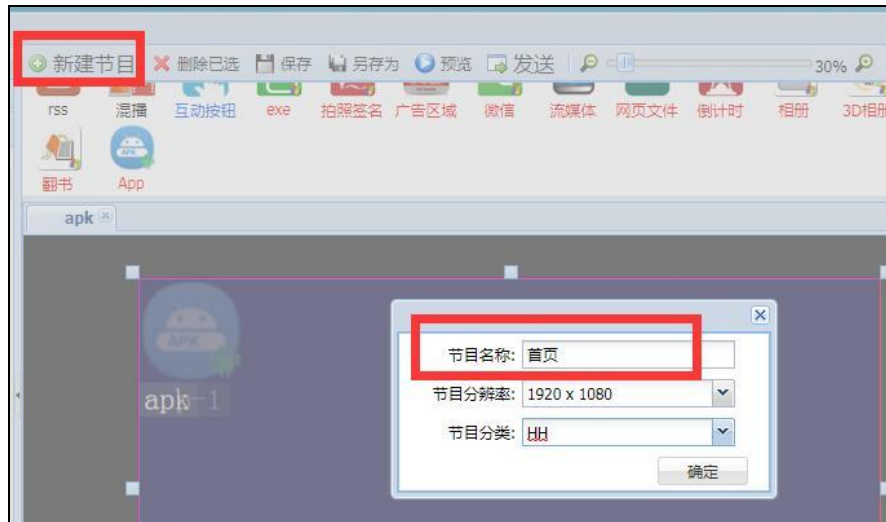 新建节目 删除已选 保存 另存为 预览 发送 30%
rss 混播 互动按钮 exe 拍照签名 广告区域 微信 流媒体 网页文件 倒计时 相册 3D相册
翻书 App
apk
APK
apk-1
节目名称: 首页
节目分辨率: 1920 x 1080
节目分类: HH
确定